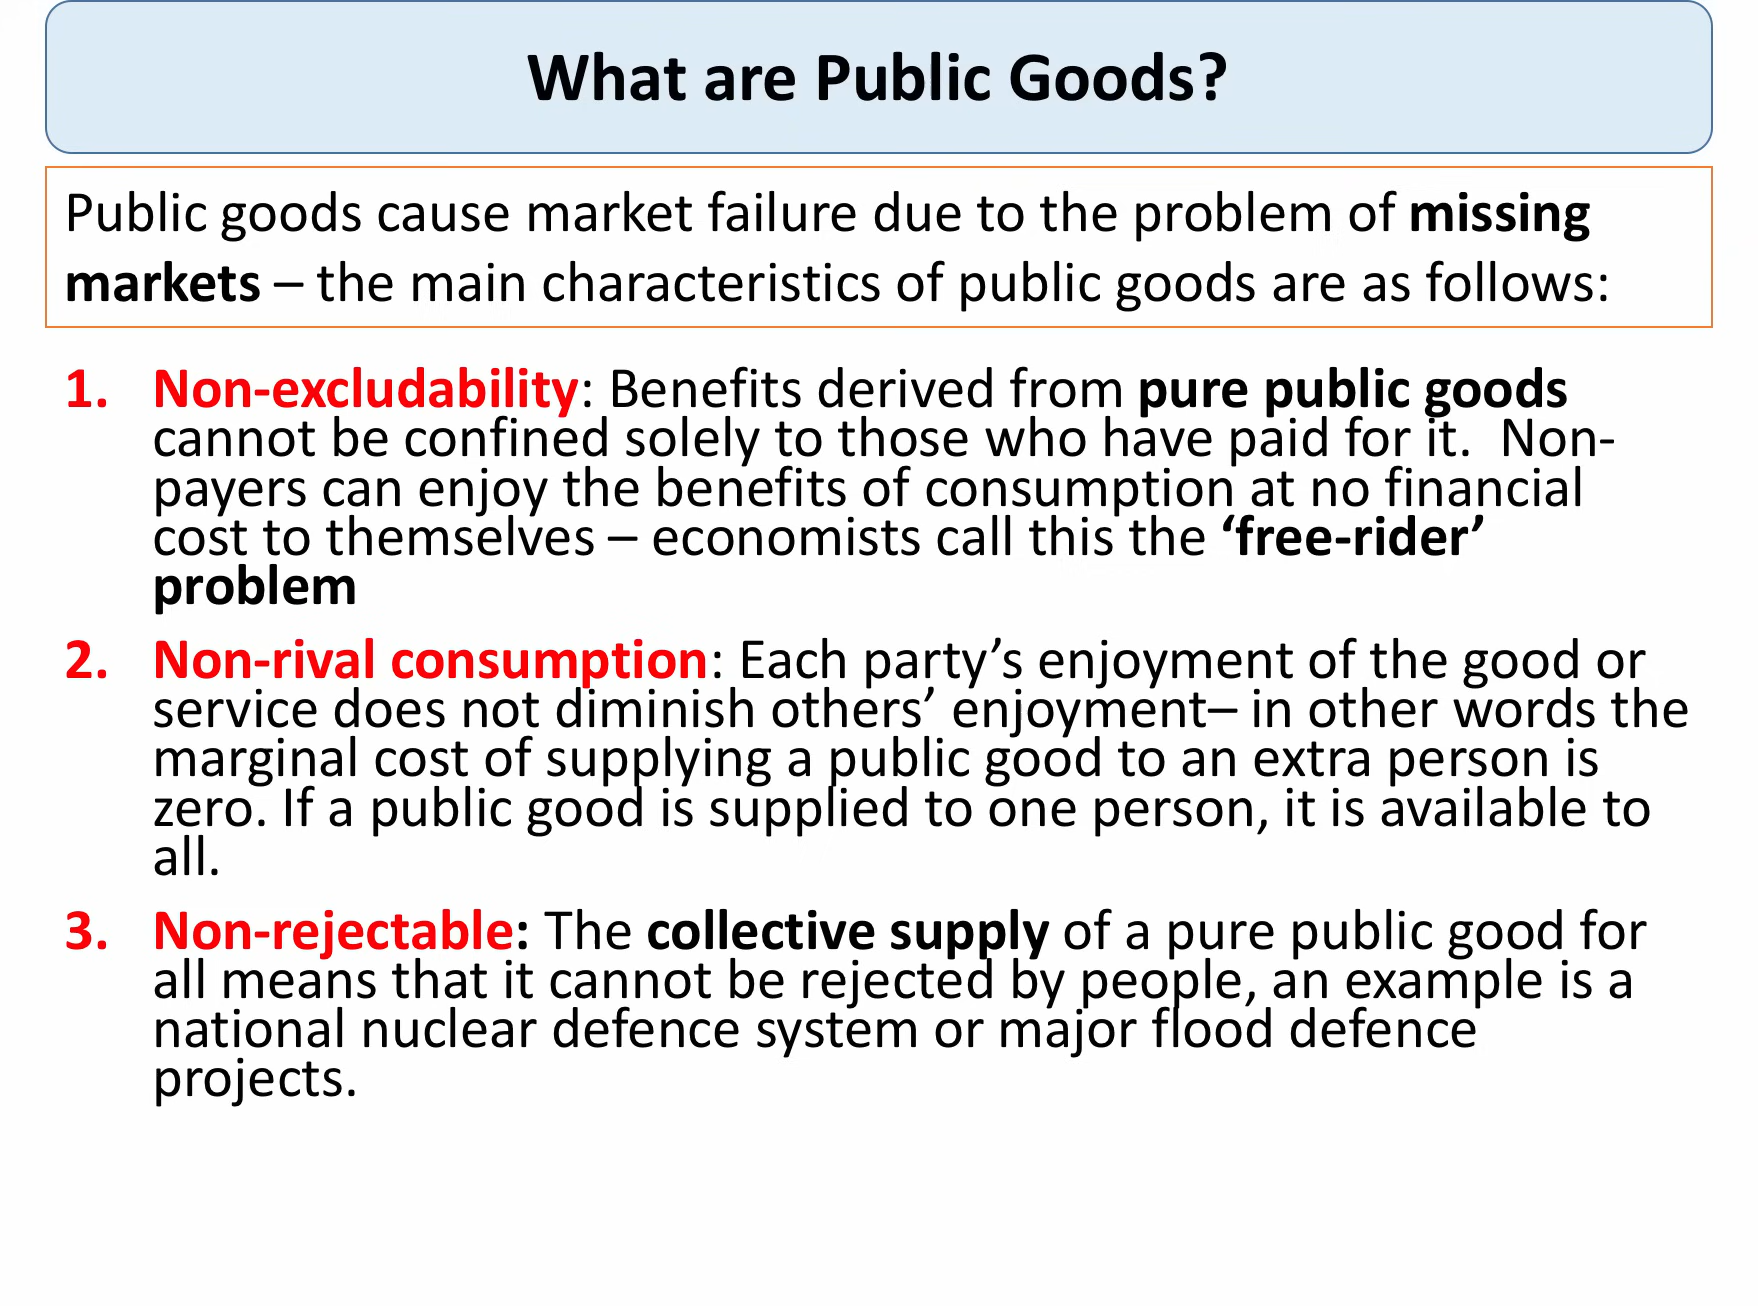 What are Public Goods?
Public goods cause market failure due to the problem of missing
markets – the main characteristics of public goods are as follows:
1. Non-excludability: Benefits derived from pure public goods
cannot be confined solely to those who have paid for it.  Non-
payers can enjoy the benefits of consumption at no financial
cost to themselves – economists call this the ‘free-rider’
problem
2. Non-rival consumption: Each party’s enjoyment of the good or
service does not diminish others’ enjoyment– in other words the
marginal cost of supplying a public good to an extra person is
zero. If a public good is supplied to one person, it is available to
all.
3. Non-rejectable: The collective supply of a pure public good for
all means that it cannot be rejected by people, an example is a
national nuclear defence system or major flood defence
projects.